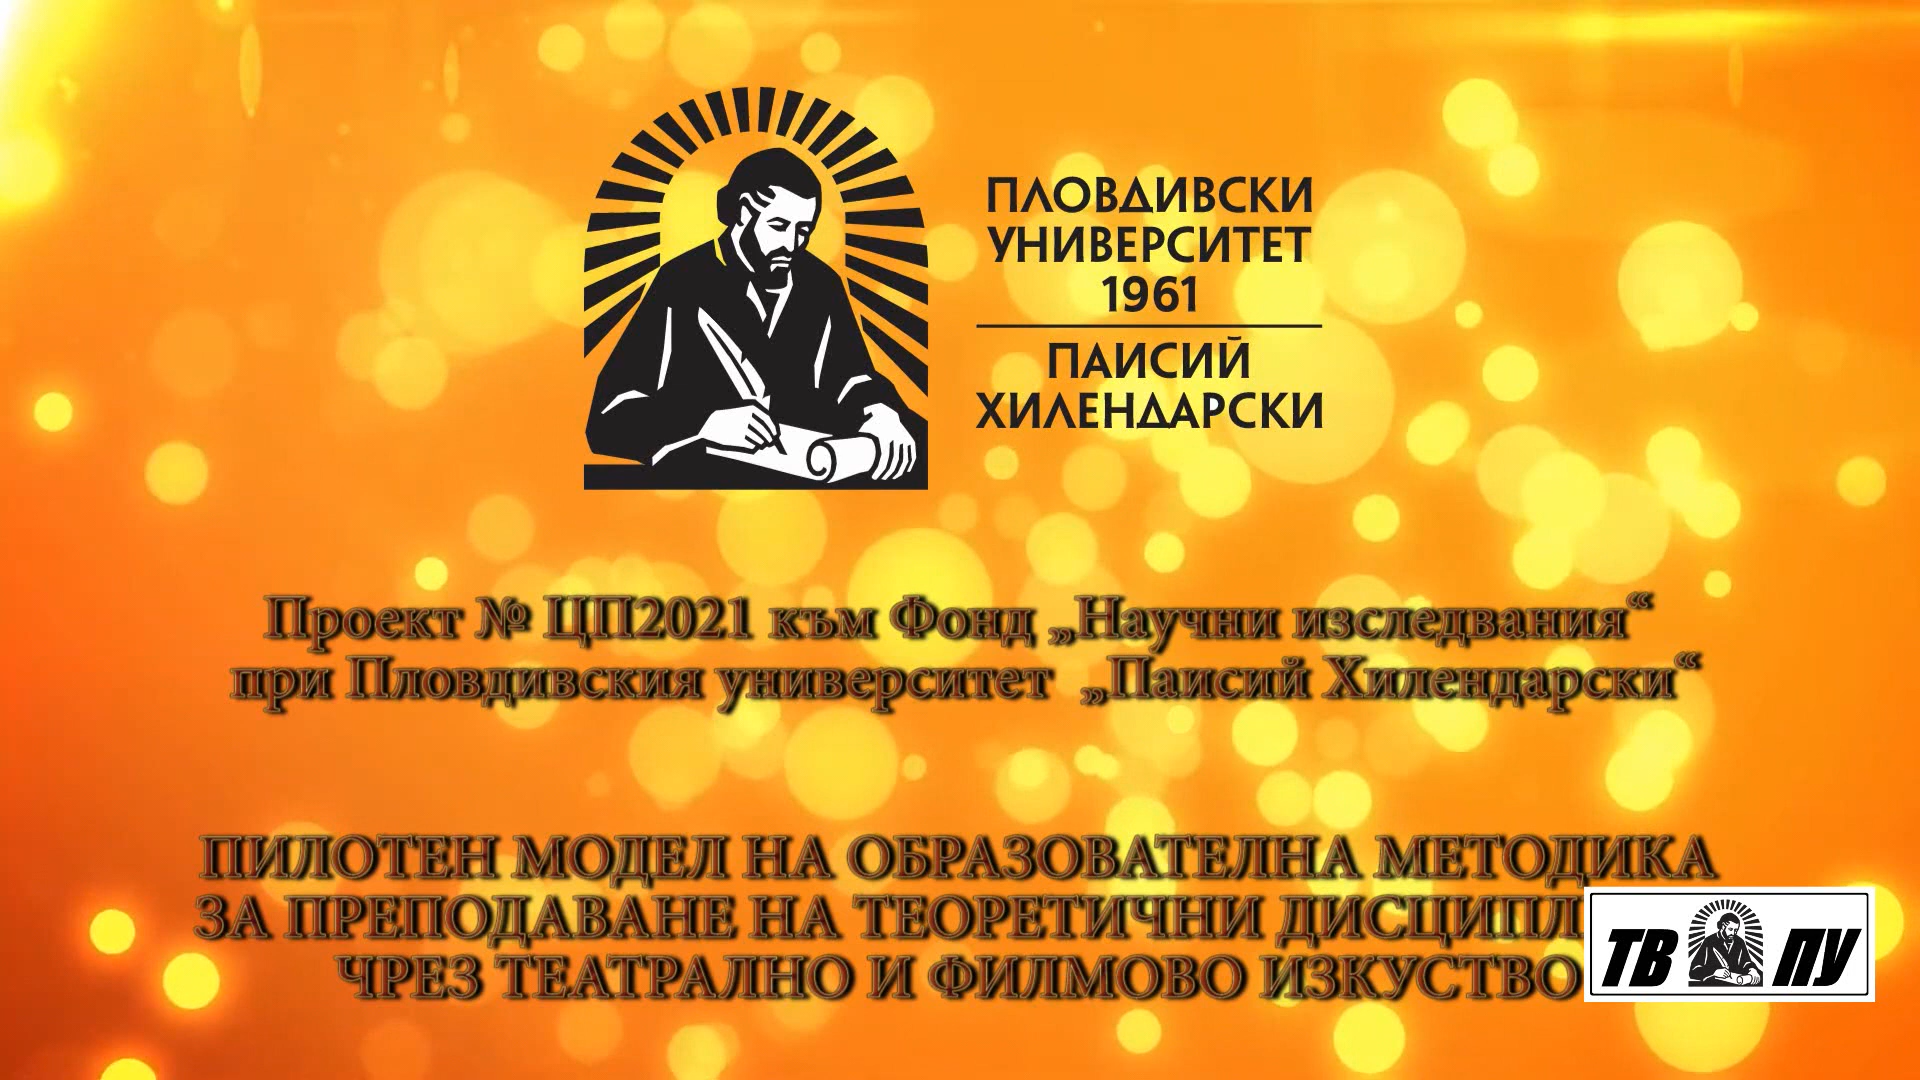 ПЛОВДИВСКИ
УНИВЕРСИТЕТ
1961
ПАИСИЙ
ХИЛЕНДАРСКИ
Проект № ЦП2021 към Фонд „Научни изследвания“
при Пловдивския университет „Паисий Хилендарски“
ПИЛОТЕН МОДЕЛ НА ОБРАЗОВАТЕЛНА МЕТОДИКА
ЗА ПРЕПОДАВАНЕ НА ТЕОРЕТИЧНИ
ЧРЕЗ ТЕАТРАЛНО И ФИЛМОВО ИЗКУСТВО
ТВ ПУ